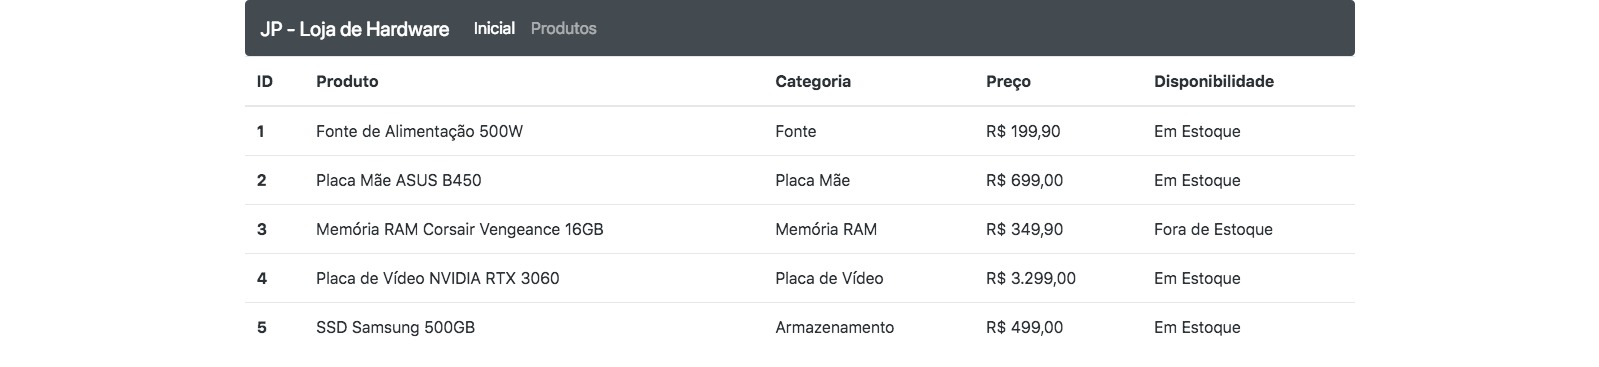 JP - Loja de Hardware Inicial Produtos
ID Produto Categoria Preço Disponibilidade
1 Fonte de Alimentação 500W Fonte R$ 199,90 Em Estoque
2 Placa Mãe ASUS B450 Placa Mãe R$ 699,00 Em Estoque
3 Memória RAM Corsair Vengeance 16GB Memória RAM R$ 349,90 Fora de Estoque
4 Placa de Vídeo NVIDIA RTX 3060 Placa de Vídeo R$ 3.299,00 Em Estoque
5 SSD Samsung 500GB Armazenamento R$ 499,00 Em Estoque